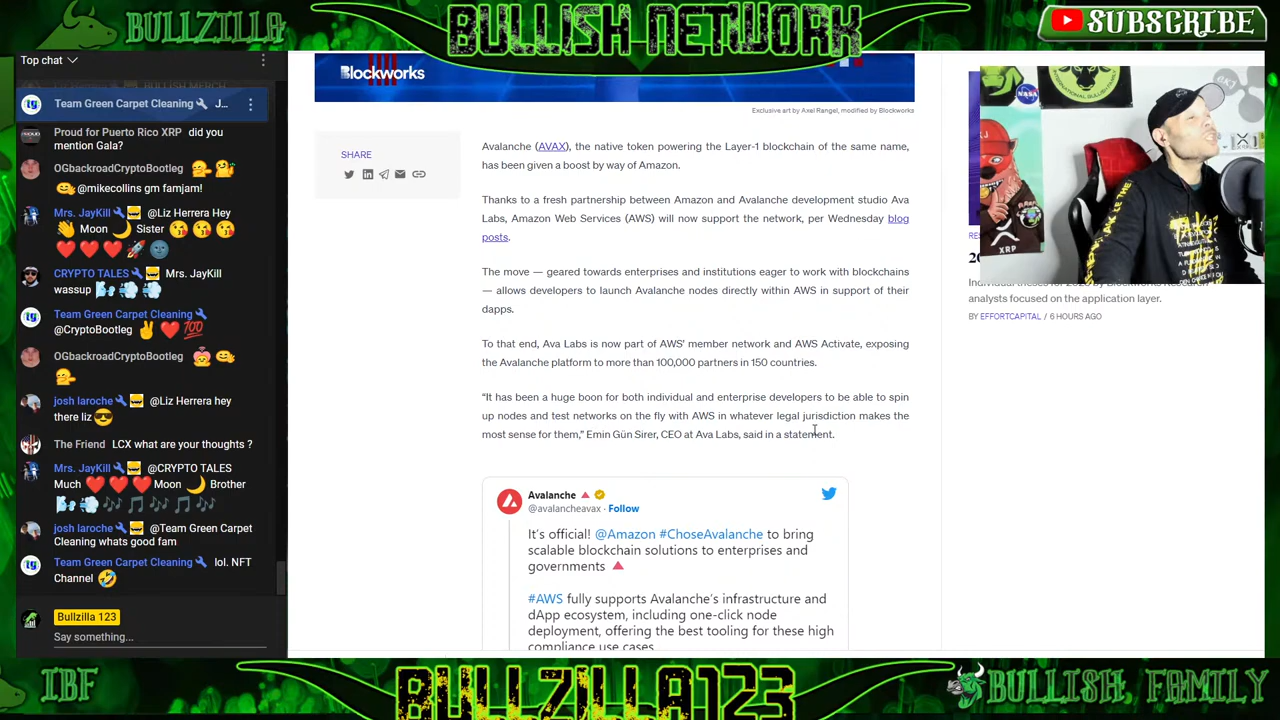 BULLZILLA
BULLISH NETWORK
SUBSCRIBE
Top chat
Team Green Carpet Cleaning J...
Proud for Puerto Rico XRP did you
mention Gala?
OGbackroadCryptoBootleg
@mikecollins gm famjam!
Mrs. JayKill @Liz Herrera Hey
Moon Sister
CRYPTO TALES Mrs. JayKill
wassup
Team Green Carpet Cleaning
@CryptoBootleg 100
OGbackroadCryptoBootleg
josh laroche @Liz Herrera hey
there liz
The Friend LCX what are your thoughts ?
Mrs. JayKill @CRYPTO TALES
Much Moon Brother
josh laroche @Team Green Carpet
Cleaning whats good fam
Team Green Carpet Cleaning lol. NFT
Channel
Bullzilla 123
Say something...
Blockworks
Exclusive art by Axel Rangel, modified by Blockworks
SHARE
Avalanche (AVAX), the native token powering the Layer-1 blockchain of the same name,
has been given a boost by way of Amazon.
Thanks to a fresh partnership between Amazon and Avalanche development studio Ava
Labs, Amazon Web Services (AWS) will now support the network, per Wednesday blog
posts.
The move — geared towards enterprises and institutions eager to work with blockchains
— allows developers to launch Avalanche nodes directly within AWS in support of their
dapps.
To that end, Ava Labs is now part of AWS' member network and AWS Activate, exposing
the Avalanche platform to more than 100,000 partners in 150 countries.
“It has been a huge boon for both individual and enterprise developers to be able to spin
up nodes and test networks on the fly with AWS in whatever legal jurisdiction makes the
most sense for them,” Emin Gün Sirer, CEO at Ava Labs, said in a statement.
Avalanche
@avalancheavax · Follow
It's official! @Amazon #ChoseAvalanche to bring
scalable blockchain solutions to enterprises and
governments
#AWS fully supports Avalanche's infrastructure and
dApp ecosystem, including one-click node
deployment, offering the best tooling for these high
compliance use cases
NASA
XRP
analysts focused on the application layer.
BY EFFORTCAPITAL / 6 HOURS AGO
IBF
BULLZILLA123
BULLISH FAMILY